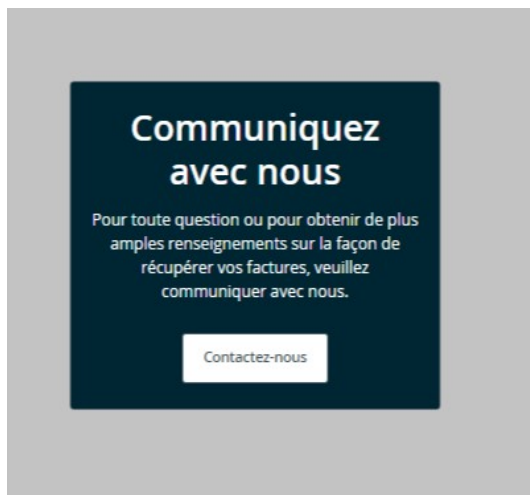 Communiquez
avec nous
Pour toute question ou pour obtenir de plus
amples renseignements sur la façon de
récupérer vos factures, veuillez
communiquer avec nous.
Contactez-nous